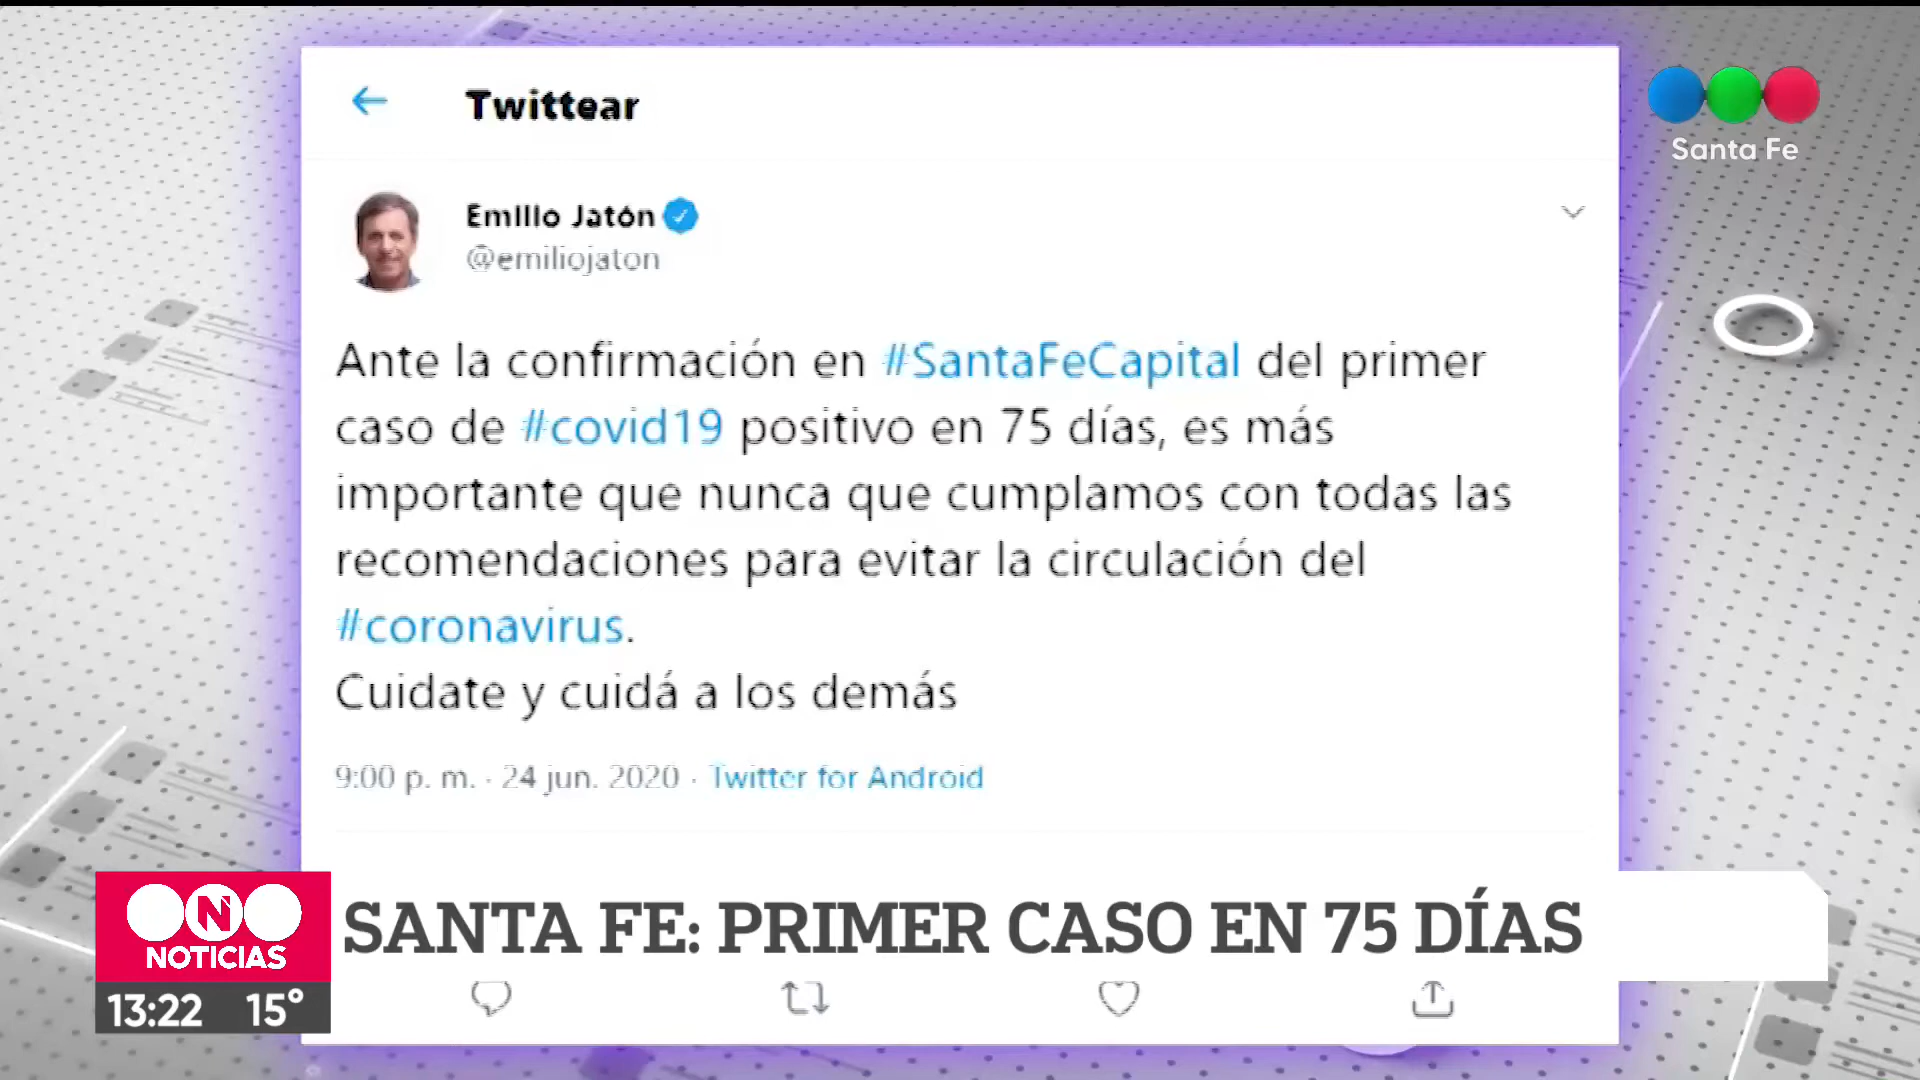 Twittear
Santa Fe
Emilio Jatón
@emiliojaton
Ante la confirmación en #SantaFeCapital del primer
caso de #covid19 positivo en 75 días, es más
importante que nunca que cumplamos con todas las
recomendaciones para evitar la circulación del
#coronavirus.
Cuidate y cuidá a los demás
9:00 p. m. · 24 jun. 2020 · Twitter for Android
N
NOTICIAS
SANTA FE: PRIMER CASO EN 75 DÍAS
13:22 15°